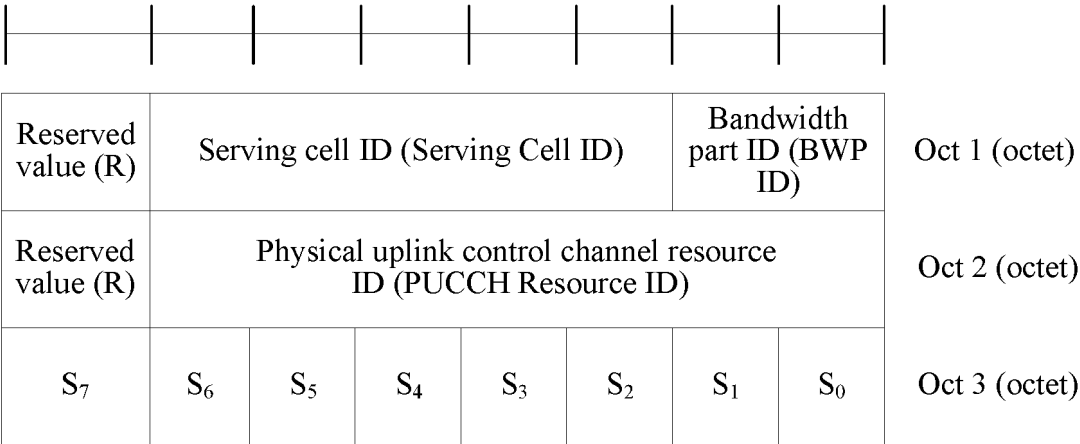 Reserved
value (R)
Serving cell ID (Serving Cell ID)
Bandwidth
part ID (BWP
ID)
Oct 1 (octet)
Reserved
value (R)
Physical uplink control channel resource
ID (PUCCH Resource ID)
Oct 2 (octet)
S₇ S₆ S₅ S₄ S₃ S₂ S₁ S₀ Oct 3 (octet)